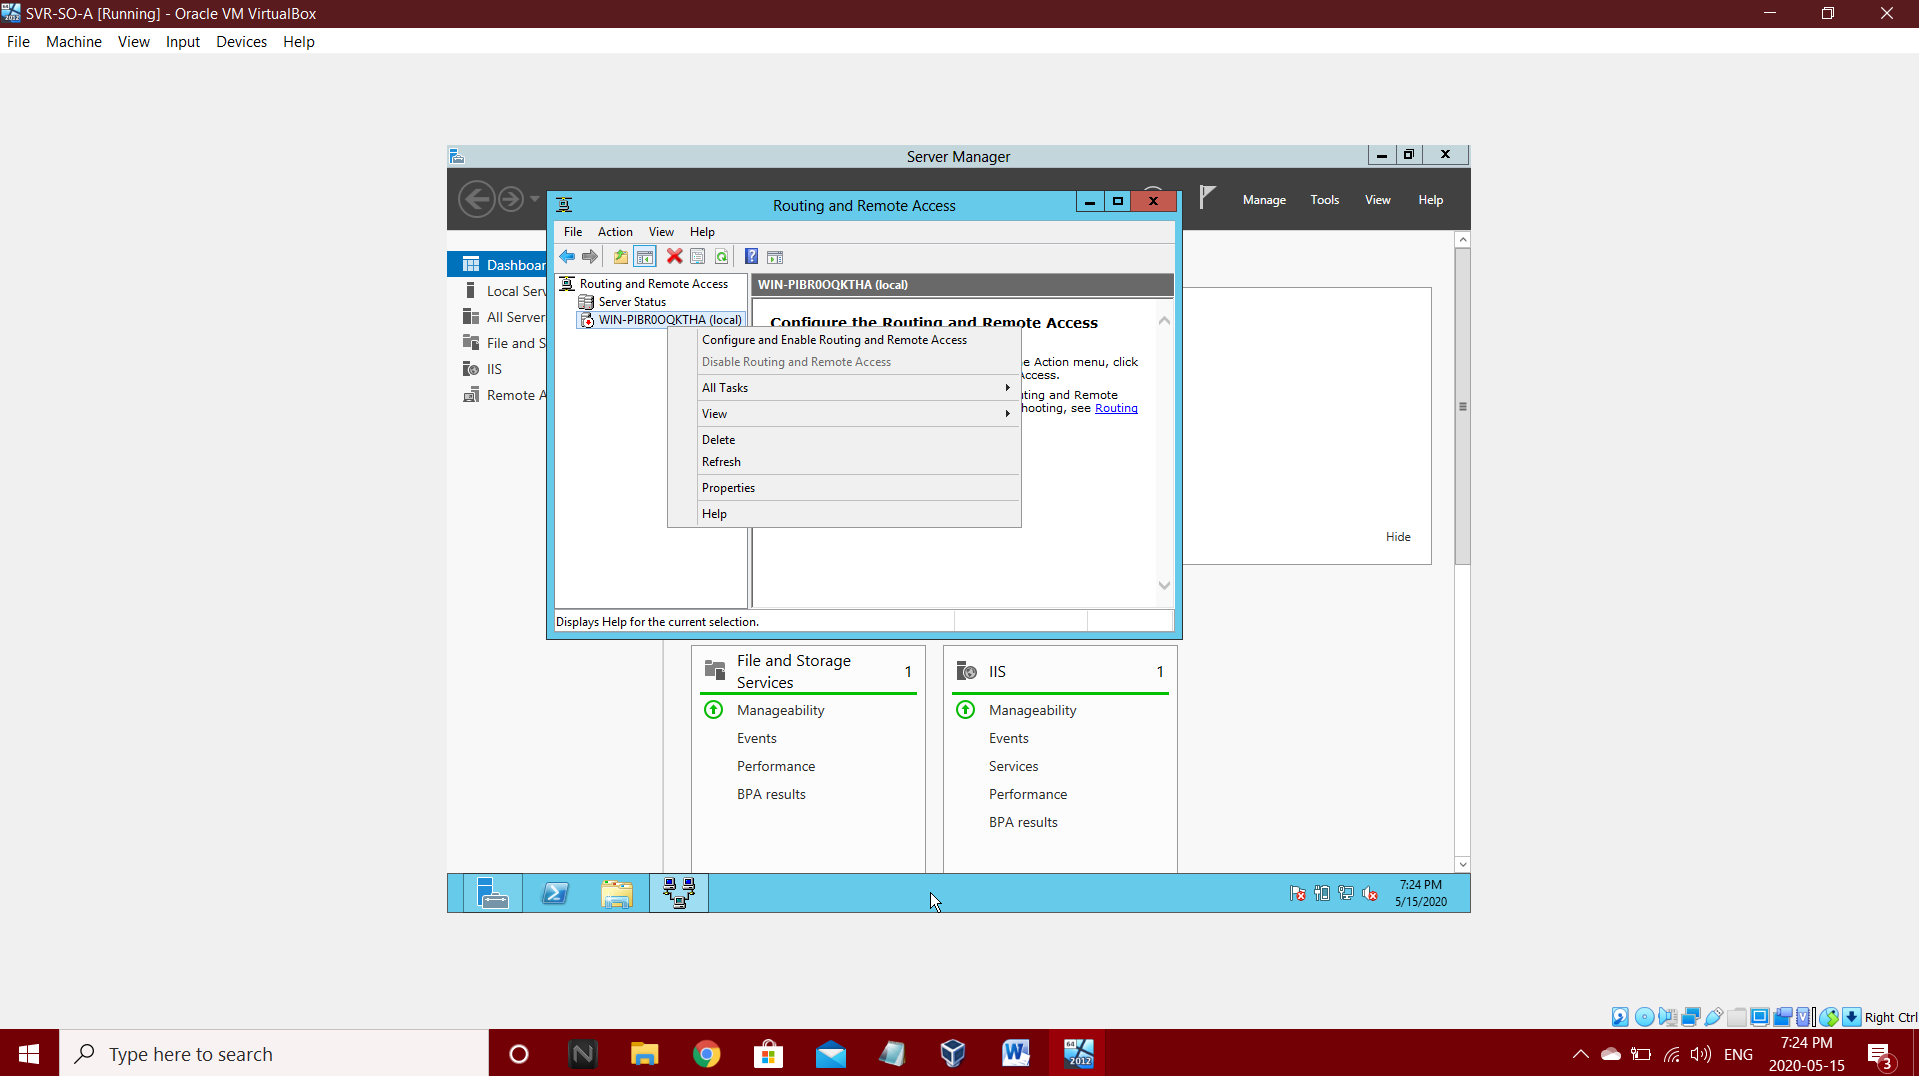 SVR-SO-A [Running] - Oracle VM VirtualBox
File Machine View Input Devices Help
Server Manager
Manage Tools View Help
Routing and Remote Access
File Action View Help
Dashboar
Local Serv
All Server
File and S
IIS
Remote A
Routing and Remote Access
Server Status
WIN-PIBR0OQKTHA (local)
WIN-PIBR0OQKTHA (local)
Configure the Routing and Remote Access
e Action menu, click
Access.
uting and Remote
hooting, see Routing
Configure and Enable Routing and Remote Access
Disable Routing and Remote Access
All Tasks
View
Delete
Refresh
Properties
Help
Hide
Displays Help for the current selection.
File and Storage
Services
1
Manageability
Events
Performance
BPA results
IIS
1
Manageability
Events
Services
Performance
BPA results
7:24 PM
5/15/2020
Right Ctrl
Type here to search
64
2012
ENG
7:24 PM
2020-05-15
3